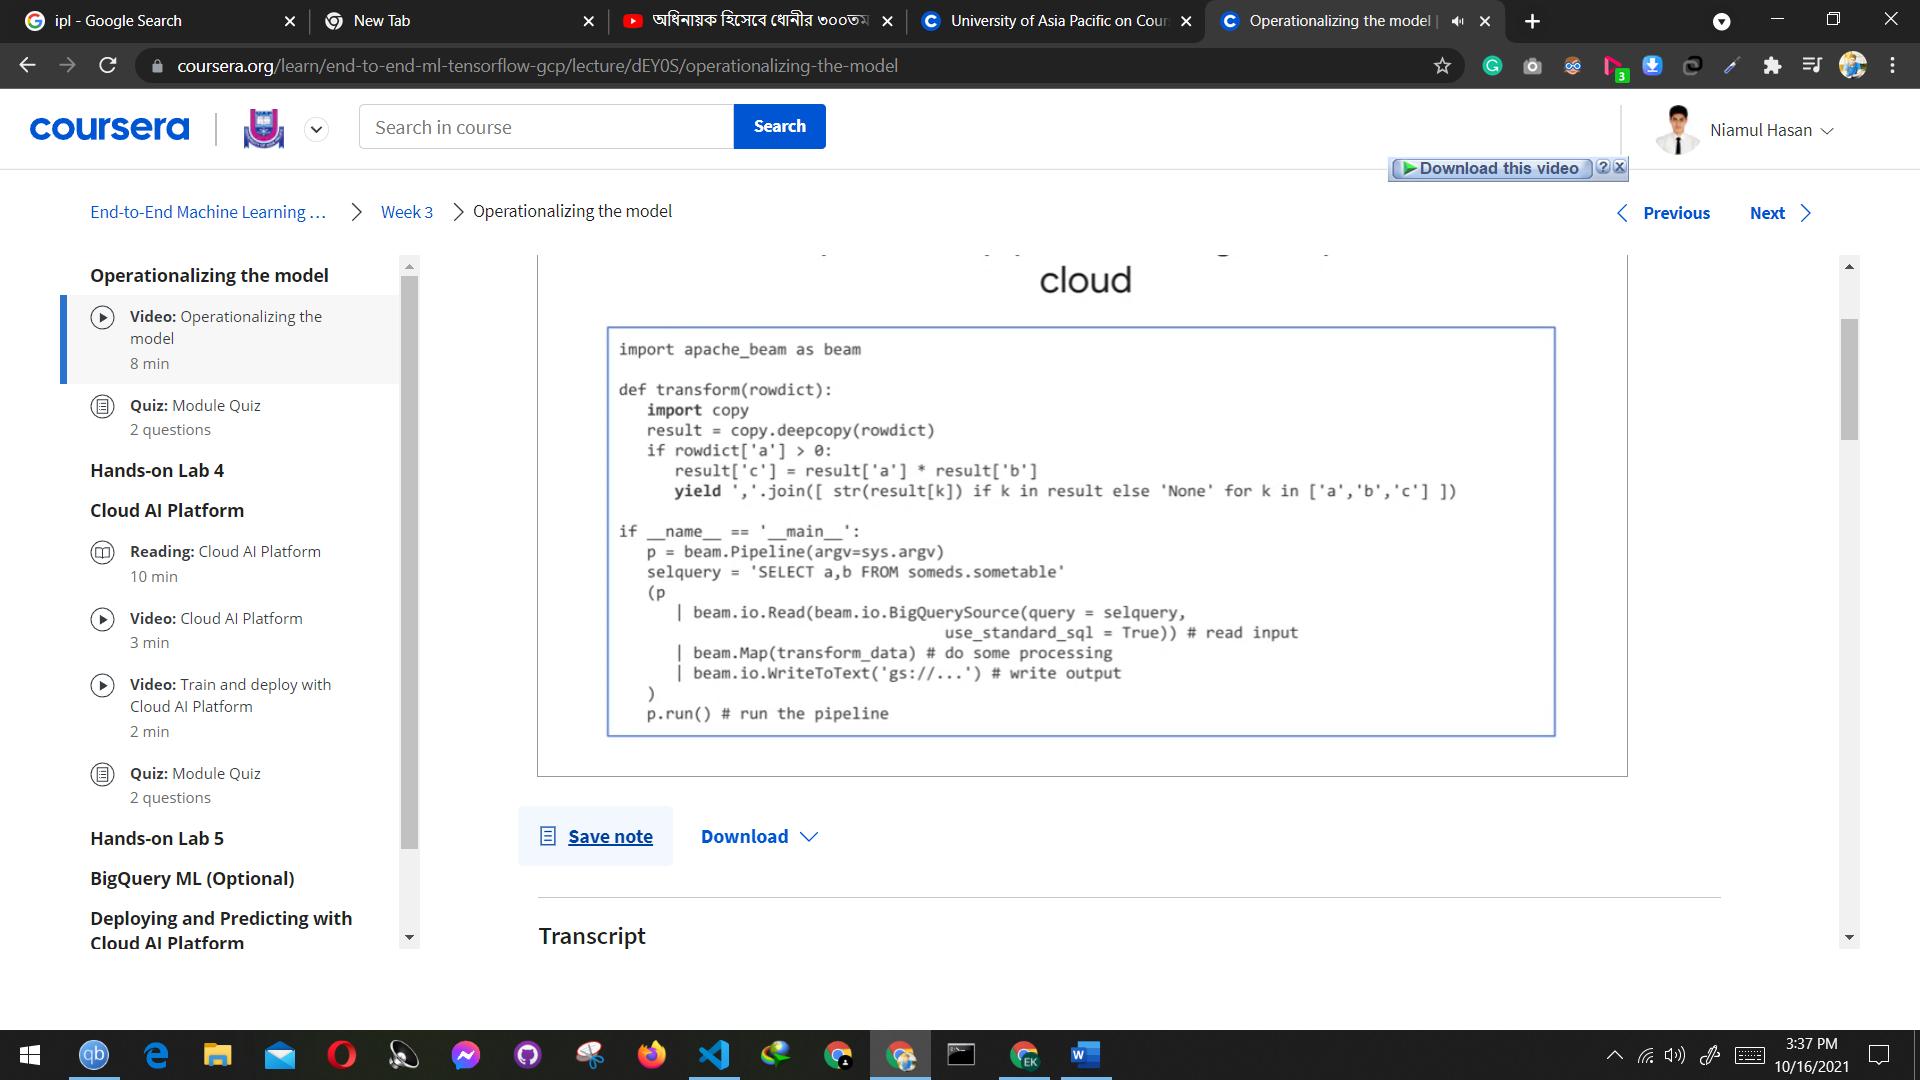 ipl - Google Search
New Tab
অধিনায়ক হিসেবে ধোনীর ৩০০তম
University of Asia Pacific on Cour
Operationalizing the model |
coursera.org/learn/end-to-end-ml-tensorflow-gcp/lecture/dEY0S/operationalizing-the-model
3
coursera
Search in course
Search
Niamul Hasan
Download this video
End-to-End Machine Learning ...
Week 3
Operationalizing the model
Previous
Next
Operationalizing the model
Video: Operationalizing the
model
8 min
Quiz: Module Quiz
2 questions
Hands-on Lab 4
Cloud AI Platform
Reading: Cloud AI Platform
10 min
Video: Cloud AI Platform
3 min
Video: Train and deploy with
Cloud AI Platform
2 min
Quiz: Module Quiz
2 questions
Hands-on Lab 5
BigQuery ML (Optional)
Deploying and Predicting with
Cloud AI Platform
cloud
import apache_beam as beam
def transform(rowdict):
import copy
result = copy.deepcopy(rowdict)
if rowdict['a'] > 0:
result['c'] = result['a'] * result['b']
yield ','.join([ str(result[k]) if k in result else 'None' for k in ['a','b','c'] ])
if __name__ == '__main__':
p = beam.Pipeline(argv=sys.argv)
selquery = 'SELECT a,b FROM someds.sometable'
(p
| beam.io.Read(beam.io.BigQuerySource(query = selquery,
use_standard_sql = True)) # read input
| beam.Map(transform_data) # do some processing
| beam.io.WriteToText('gs://...') # write output
)
p.run() # run the pipeline
Save note
Download
Transcript
qb
EK
W
3:37 PM
10/16/2021